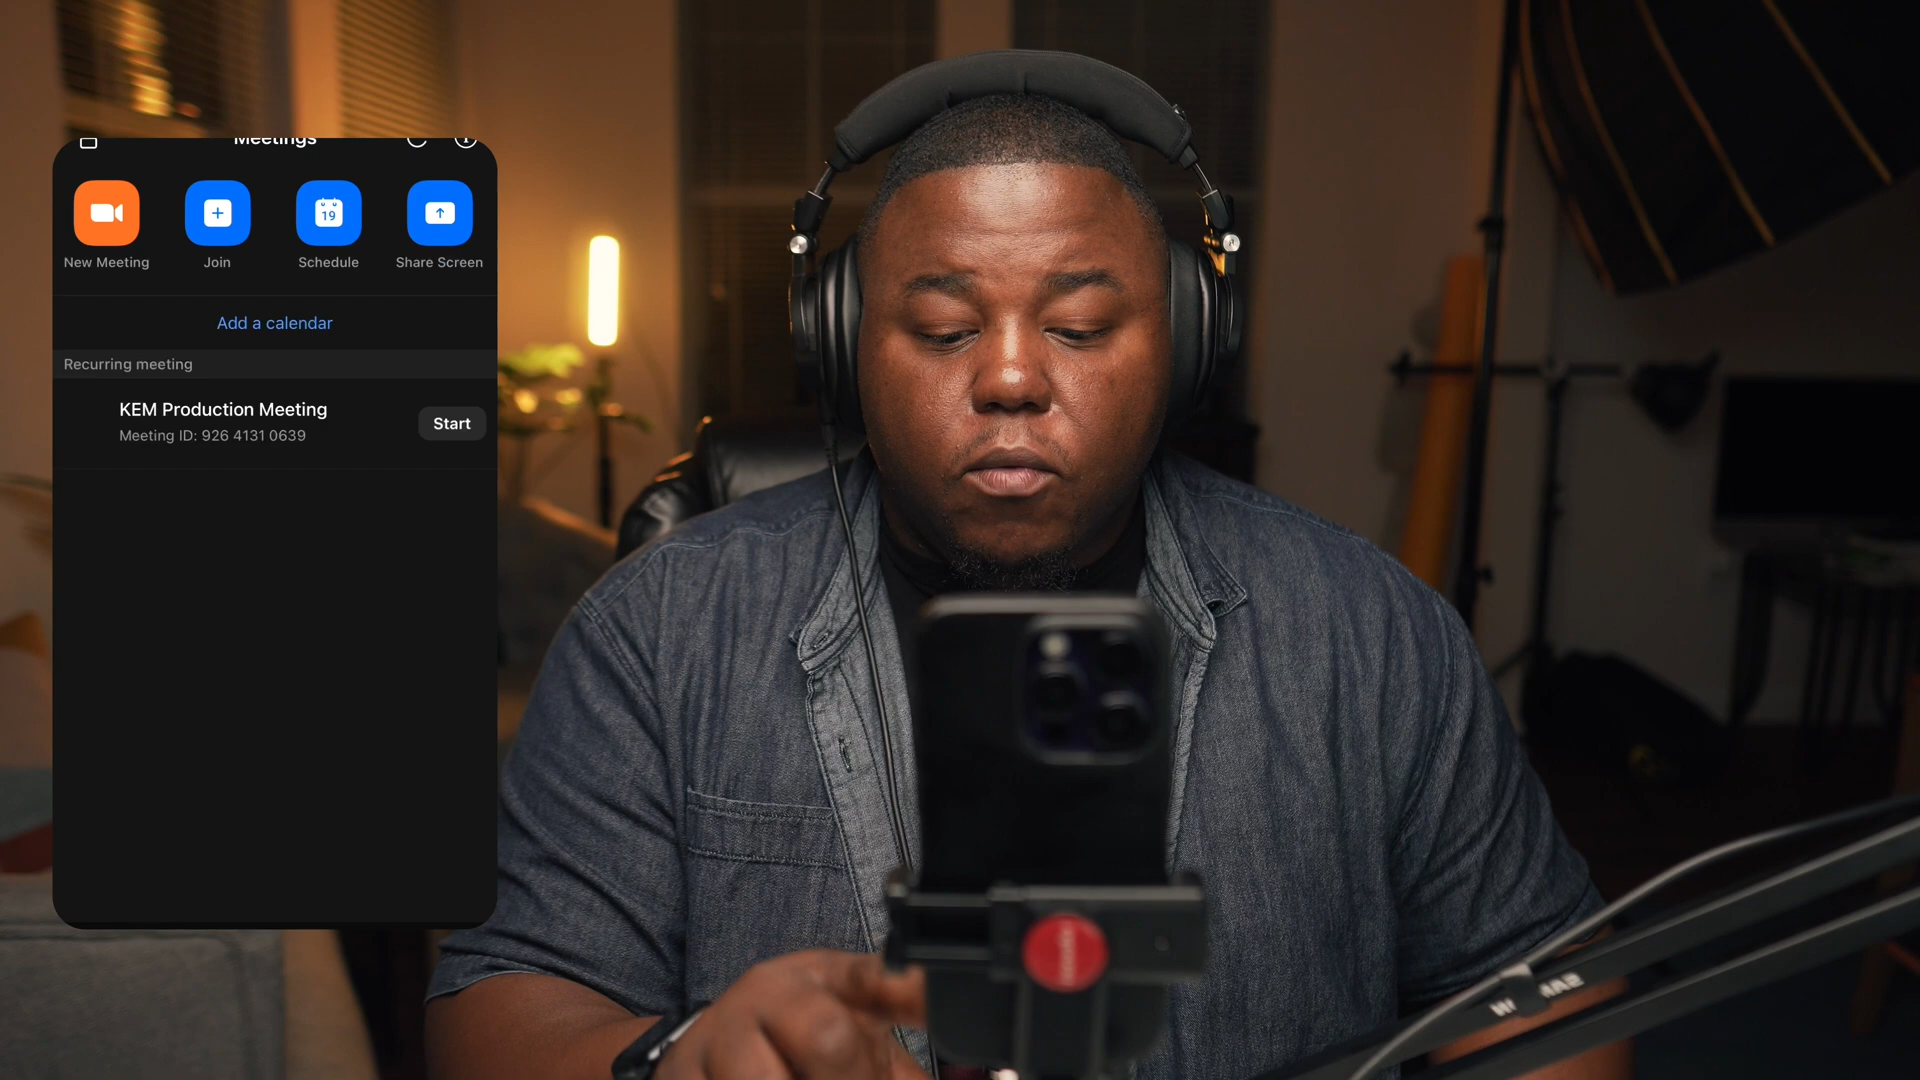 Meetings
New Meeting
Join
19
Schedule
Share Screen
Add a calendar
Recurring meeting
KEM Production Meeting
Meeting ID: 926 4131 0639
Start